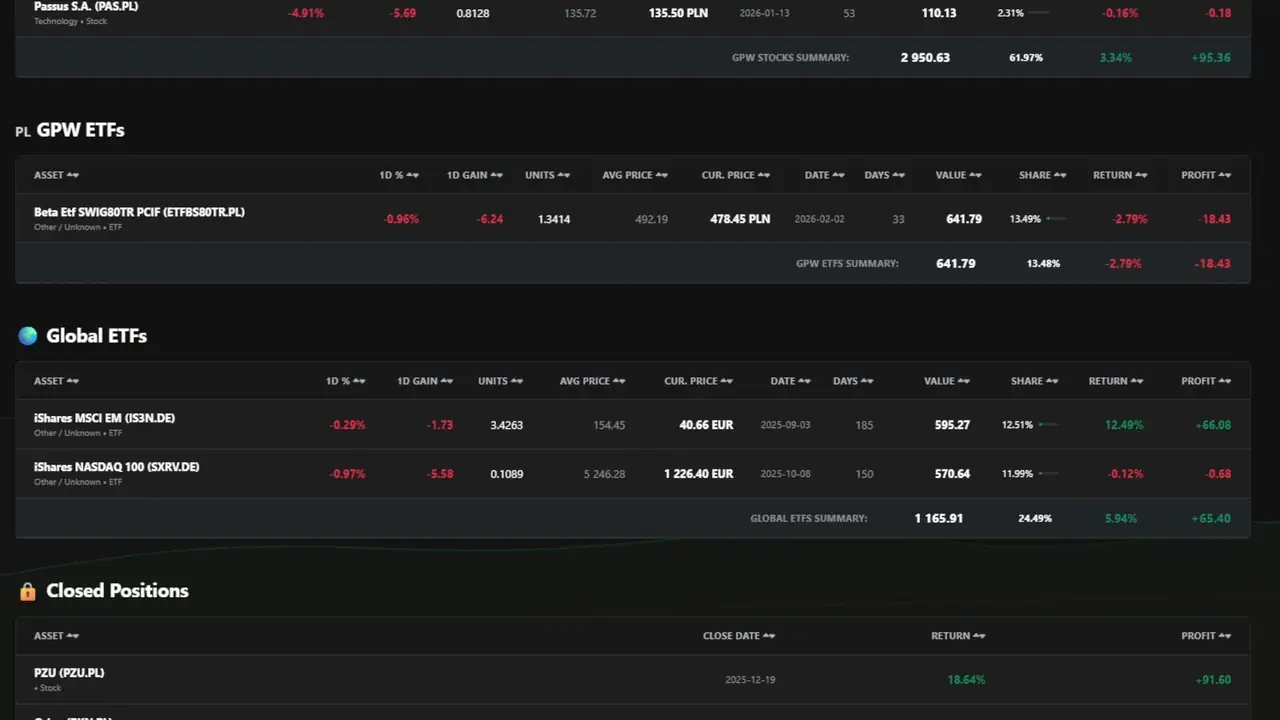 Passus S.A. (PAS.PL) -4.91% -5.69 0.8128 135.72 135.50 PLN 2026-01-13 53 110.13 2.31% -0.16% -0.18
Technology • Stock
GPW STOCKS SUMMARY: 2 950.63 61.97% 3.34% +95.36
PL GPW ETFs
ASSET 1D % 1D GAIN UNITS AVG PRICE CUR. PRICE DATE DAYS VALUE SHARE RETURN PROFIT
Beta Etf SWIG80TR PCIF (ETFBS80TR.PL) -0.96% -6.24 1.3414 492.19 478.45 PLN 2026-02-02 33 641.79 13.49% -2.79% -18.43
Other / Unknown • ETF
GPW ETFS SUMMARY: 641.79 13.48% -2.79% -18.43
Global ETFs
ASSET 1D % 1D GAIN UNITS AVG PRICE CUR. PRICE DATE DAYS VALUE SHARE RETURN PROFIT
iShares MSCI EM (IS3N.DE) -0.29% -1.73 3.4263 154.45 40.66 EUR 2025-09-03 185 595.27 12.51% 12.49% +66.08
Other / Unknown • ETF
iShares NASDAQ 100 (SXRV.DE) -0.97% -5.58 0.1089 5 246.28 1 226.40 EUR 2025-10-08 150 570.64 11.99% -0.12% -0.68
Other / Unknown • ETF
GLOBAL ETFS SUMMARY: 1 165.91 24.49% 5.94% +65.40
Closed Positions
ASSET CLOSE DATE RETURN PROFIT
PZU (PZU.PL) 2025-12-19 18.64% +91.60
• Stock